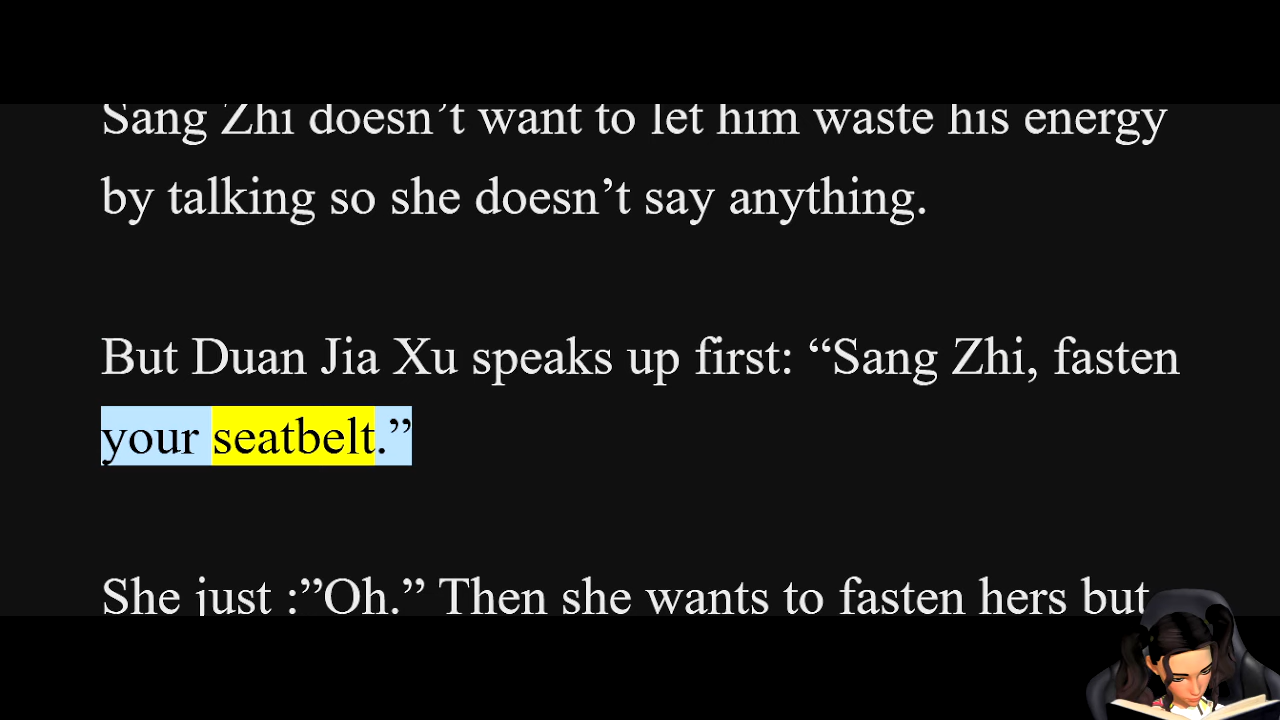 Sang Zhi doesn’t want to let him waste his energy
by talking so she doesn’t say anything.
But Duan Jia Xu speaks up first: “Sang Zhi, fasten
your seatbelt.”
She just :”Oh.” Then she wants to fasten hers but